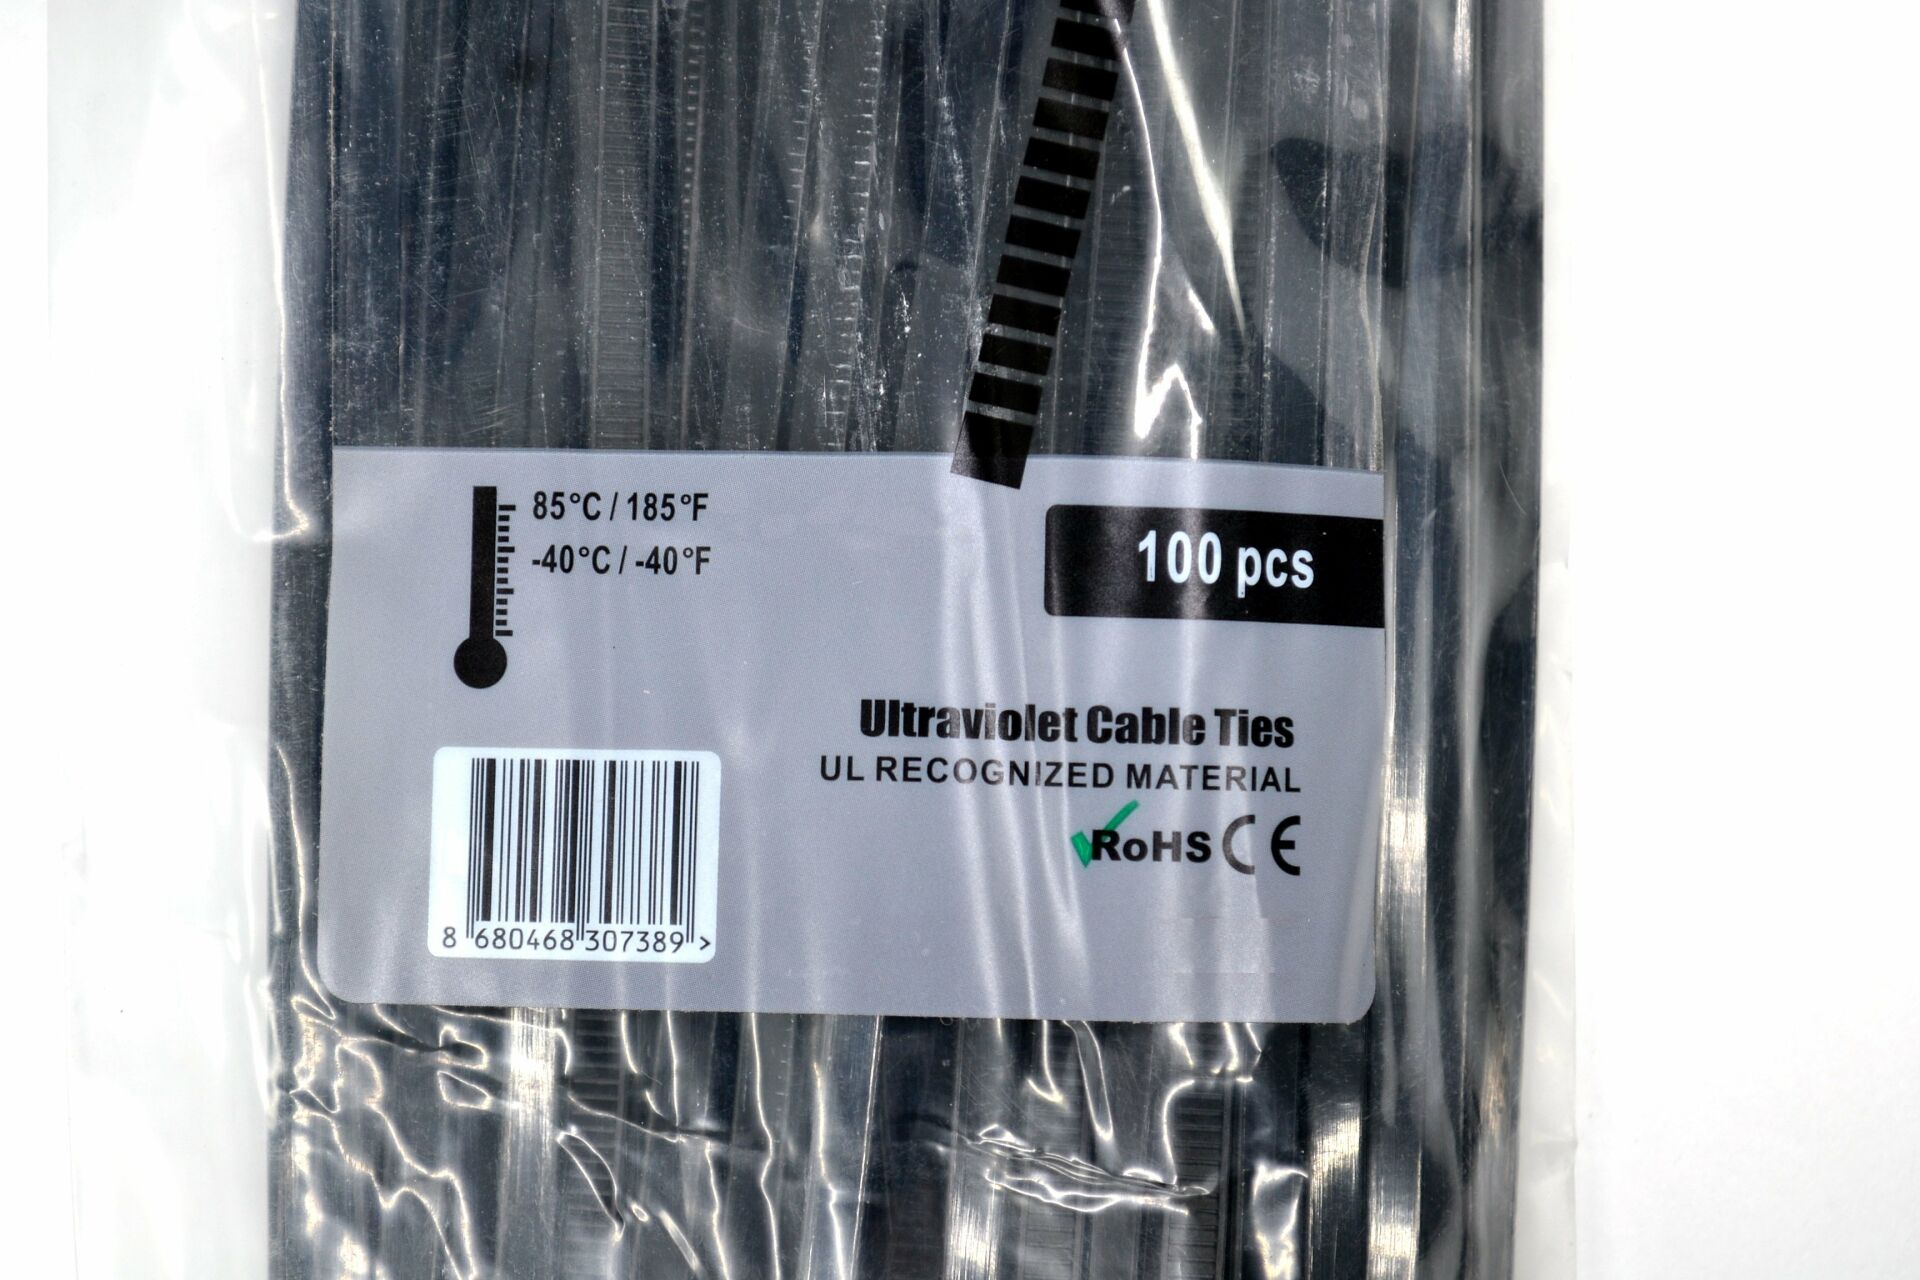 85°C / 185°F
-40°C / -40°F
100 pcs
Ultraviolet Cable Ties
UL RECOGNIZED MATERIAL
RoHS CE
8 680468 307389 >